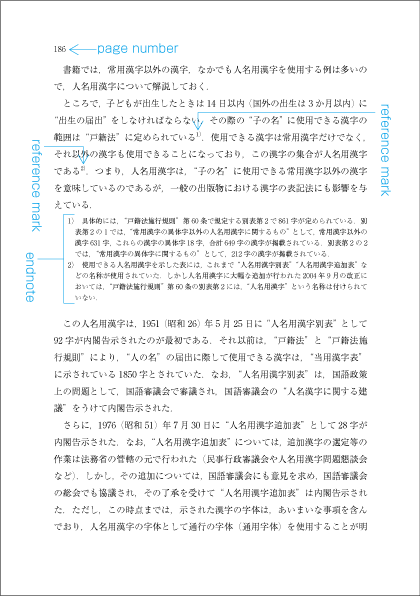 186 page number
書籍では，常用漢字以外の漢字，なかでも人名用漢字を使用する例は多いの
で，人名用漢字について解説しておく．
ところで，子どもが出生したときは 14 日以内（国外の出生は 3 か月以内）に
“出生の届出” をしなければならない．その際の “子の名” に使用できる漢字の
範囲は “戸籍法” に定められている1)．使用できる漢字は常用漢字だけでなく，
それ以外の漢字も使用できることになっており，この漢字の集合が人名用漢字
である2)．つまり，人名用漢字は，“子の名” に使用できる常用漢字以外の漢字
を意味しているのであるが，一般の出版物における漢字の表記法にも影響を与
えている．
reference mark
reference mark
1) 具体的には，“戸籍法施行規則” 第 60 条で規定する別表第 2 で 861 字が定められている．別
表第 2 の 1 では，“常用漢字の異体以外の人名用漢字に関するもの” として，常用漢字以外の
漢字 631 字，これらの漢字の異体字 18 字，合計 649 字の漢字が掲載されている．別表第 2 の 2
では，“常用漢字の異体字に関するもの” として，212 字の漢字が掲載されている．
2) 使用できる人名用漢字を示した表には，これまで “人名用漢字別表” “人名用漢字追加表” な
どの名称が使用されていた．しかし人名用漢字に大幅な追加が行われた 2004 年 9 月の改正に
おいては，“戸籍法施行規則” 第 60 条の別表第 2 には，“人名用漢字” という名称は付けられて
いない．
endnote
この人名用漢字は，1951（昭和 26）年 5 月 25 日に “人名用漢字別表” として
92 字が内閣告示されたのが最初である．それ以前は，“戸籍法” と “戸籍法施
行規則” により，“人の名” の届出に際して使用できる漢字は，“当用漢字表”
に示されている 1850 字とされていた．なお，“人名用漢字別表” は，国語政策
上の問題として，国語審議会で審議され，国語審議会の “人名漢字に関する建
議” をうけて内閣告示された．
さらに，1976（昭和 51）年 7 月 30 日に “人名用漢字追加表” として 28 字が
内閣告示された．なお，“人名用漢字追加表” については，追加漢字の選定等の
作業は法務省の管轄の元で行われた（民事行政審議会や人名用漢字問題懇談会
など）．しかし，その追加については，国語審議会にも意見を求め，国語審議会
の総会でも協議され，その了承を受けて “人名用漢字追加表” は内閣告示され
た．ただし，この時点までは，示された漢字の字体は，あいまいな事項を含ん
でおり，人名用漢字の字体として通行の字体（通用字体）を使用することが明